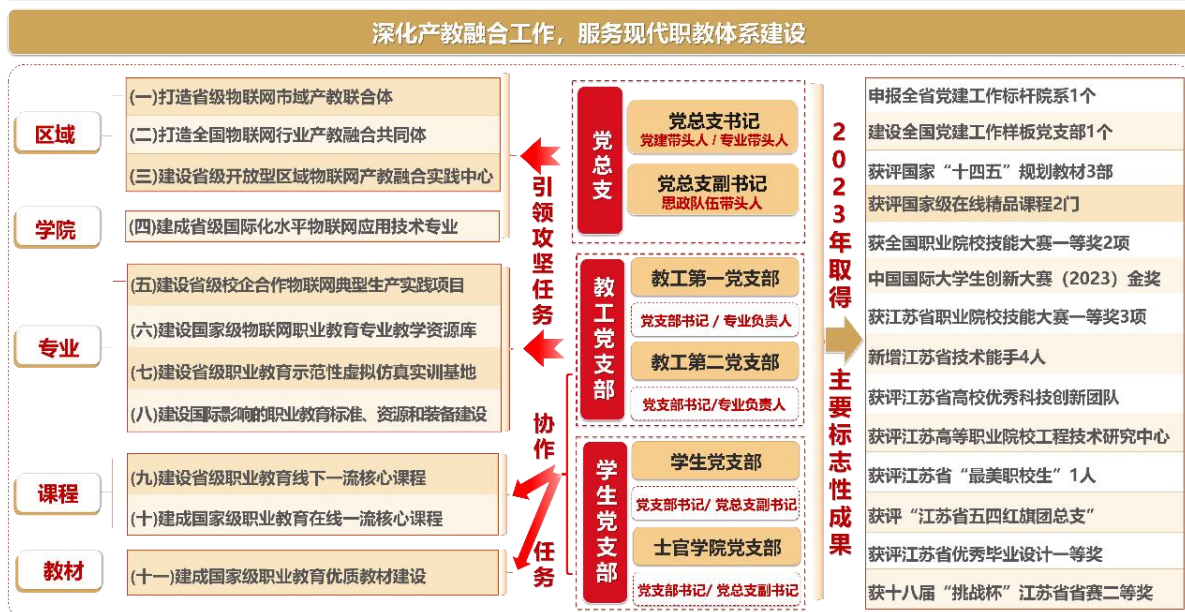 深化产教融合工作，服务现代职教体系建设
区域
(一)打造省级物联网市域产教联合体
(二)打造全国物联网行业产教融合共同体
(三)建设省级开放型区域物联网产教融合实践中心
学院
(四)建成省级国际化水平物联网应用技术专业
专业
(五)建设省级校企合作物联网典型生产实践项目
(六)建设国家级物联网职业教育专业教学资源库
(七)建设省级职业教育示范性虚拟仿真实训基地
(八)建设国际影响的职业教育标准、资源和装备建设
课程
(九)建设省级职业教育线下一流核心课程
(十)建成国家级职业教育在线一流核心课程
教材
(十一)建成国家级职业教育优质教材建设
引领攻坚任务
协作
任务
党总支
党总支书记
党建带头人 / 专业带头人
党总支副书记
思政队伍带头人
教工党支部
教工第一党支部
党支部书记 / 专业负责人
教工第二党支部
党支部书记/专业负责人
学生党支部
学生党支部
党支部书记/ 党总支副书记
士官学院党支部
党支部书记/ 党总支副书记
2023年取得
主要标志性成果
申报全省党建工作标杆院系1个
建设全国党建工作样板党支部1个
获评国家“十四五”规划教材3部
获评国家级在线精品课程2门
获全国职业院校技能大赛一等奖2项
中国国际大学生创新大赛（2023）金奖
获江苏省职业院校技能大赛一等奖3项
新增江苏省技术能手4人
获评江苏省高校优秀科技创新团队
获评江苏高等职业院校工程技术研究中心
获评江苏省“最美职校生”1人
获评“江苏省五四红旗团总支”
获评江苏省优秀毕业设计一等奖
获十八届“挑战杯”江苏省省赛二等奖